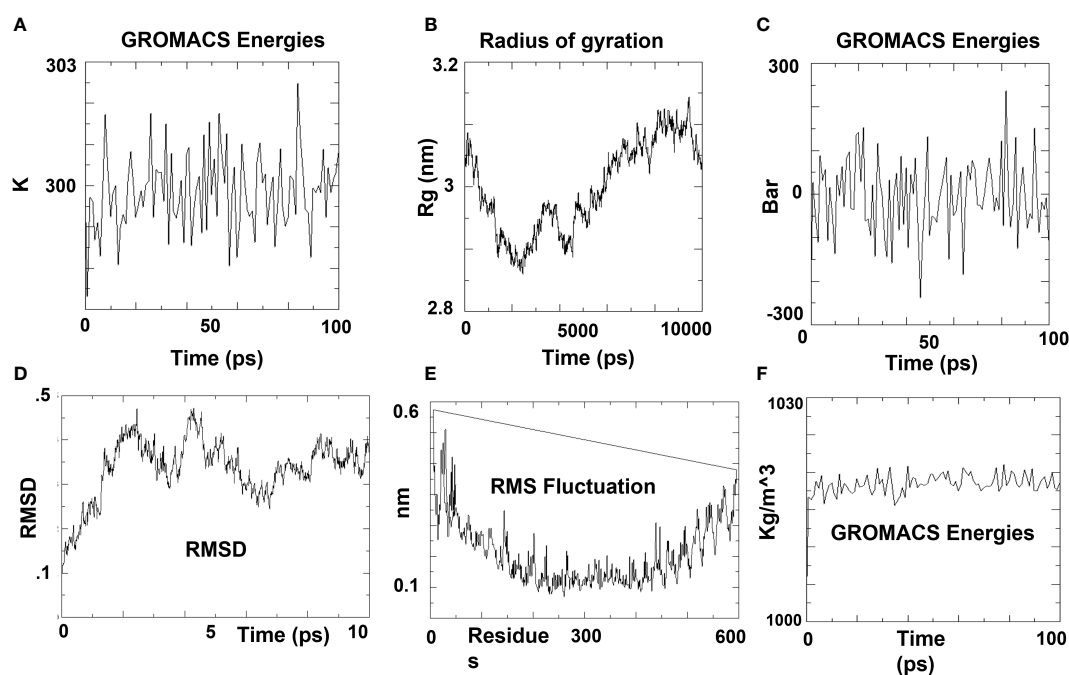 A
GROMACS Energies
303
300
K
0
50
100
Time (ps)
B
Radius of gyration
3.2
3
2.8
Rg (nm)
0
5000
10000
Time (ps)
C
GROMACS Energies
300
0
-300
Bar
0
50
100
Time (ps)
D
.5
.1
RMSD
RMSD
0
5
10
Time (ps)
E
0.6
0.1
nm
RMS Fluctuation
0
300
600
Residue
s
F
1030
1000
Kg/m^3
GROMACS Energies
0
100
Time
(ps)